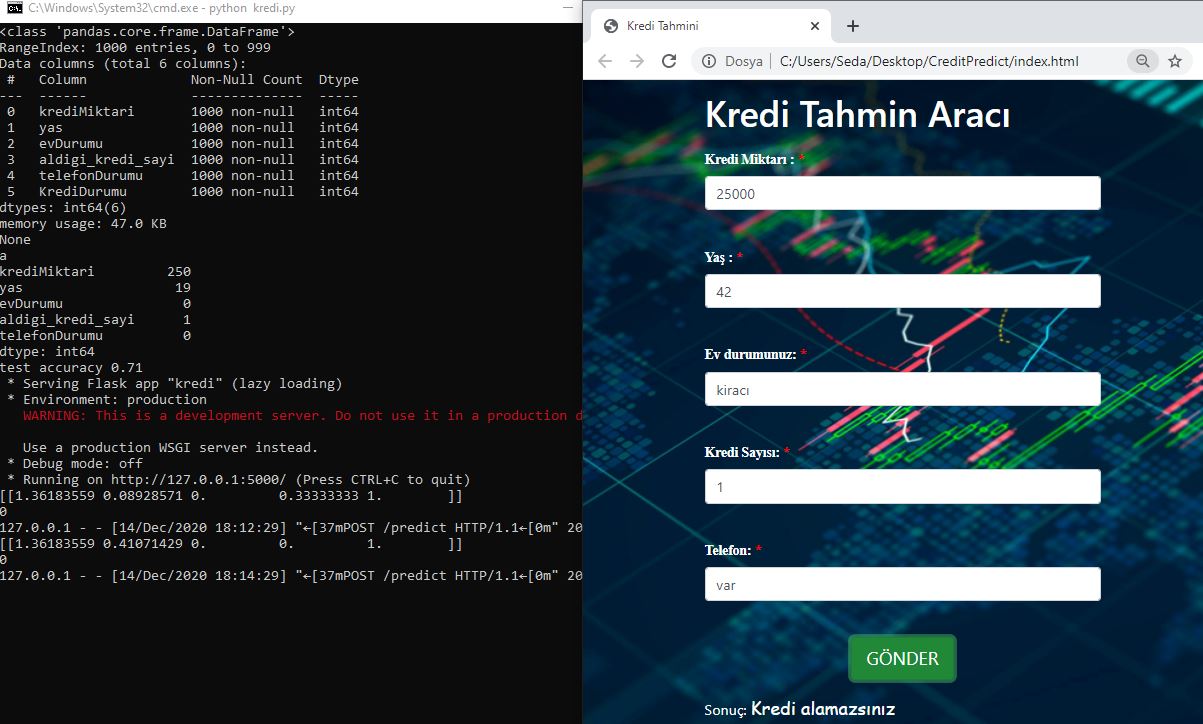 C:\Windows\System32\cmd.exe - python kredi.py
<class 'pandas.core.frame.DataFrame'>
RangeIndex: 1000 entries, 0 to 999
Data columns (total 6 columns):
 #   Column             Non-Null Count  Dtype
---  ------             --------------  -----
 0   krediMiktari       1000 non-null   int64
 1   yas                1000 non-null   int64
 2   evDurumu           1000 non-null   int64
 3   aldigi_kredi_sayi  1000 non-null   int64
 4   telefonDurumu      1000 non-null   int64
 5   KrediDurumu        1000 non-null   int64
dtypes: int64(6)
memory usage: 47.0 KB
None
a
krediMiktari         250
yas                   19
evDurumu               0
aldigi_kredi_sayi      1
telefonDurumu          0
dtype: int64
test accuracy 0.71
 * Serving Flask app "kredi" (lazy loading)
 * Environment: production
   WARNING: This is a development server. Do not use it in a production d
   Use a production WSGI server instead.
 * Debug mode: off
 * Running on http://127.0.0.1:5000/ (Press CTRL+C to quit)
[[1.36183559 0.08928571 0.         0.33333333 1.        ]]
0
127.0.0.1 - - [14/Dec/2020 18:12:29] "←[37mPOST /predict HTTP/1.1←[0m" 20
[[1.36183559 0.41071429 0.         0.         1.        ]]
0
127.0.0.1 - - [14/Dec/2020 18:14:29] "←[37mPOST /predict HTTP/1.1←[0m" 20
Kredi Tahmini
Dosya | C:/Users/Seda/Desktop/CreditPredict/index.html
Kredi Tahmin Aracı
Kredi Miktarı : *
25000
Yaş : *
42
Ev durumunuz: *
kiracı
Kredi Sayısı: *
1
Telefon: *
var
GÖNDER
Sonuç: Kredi alamazsınız